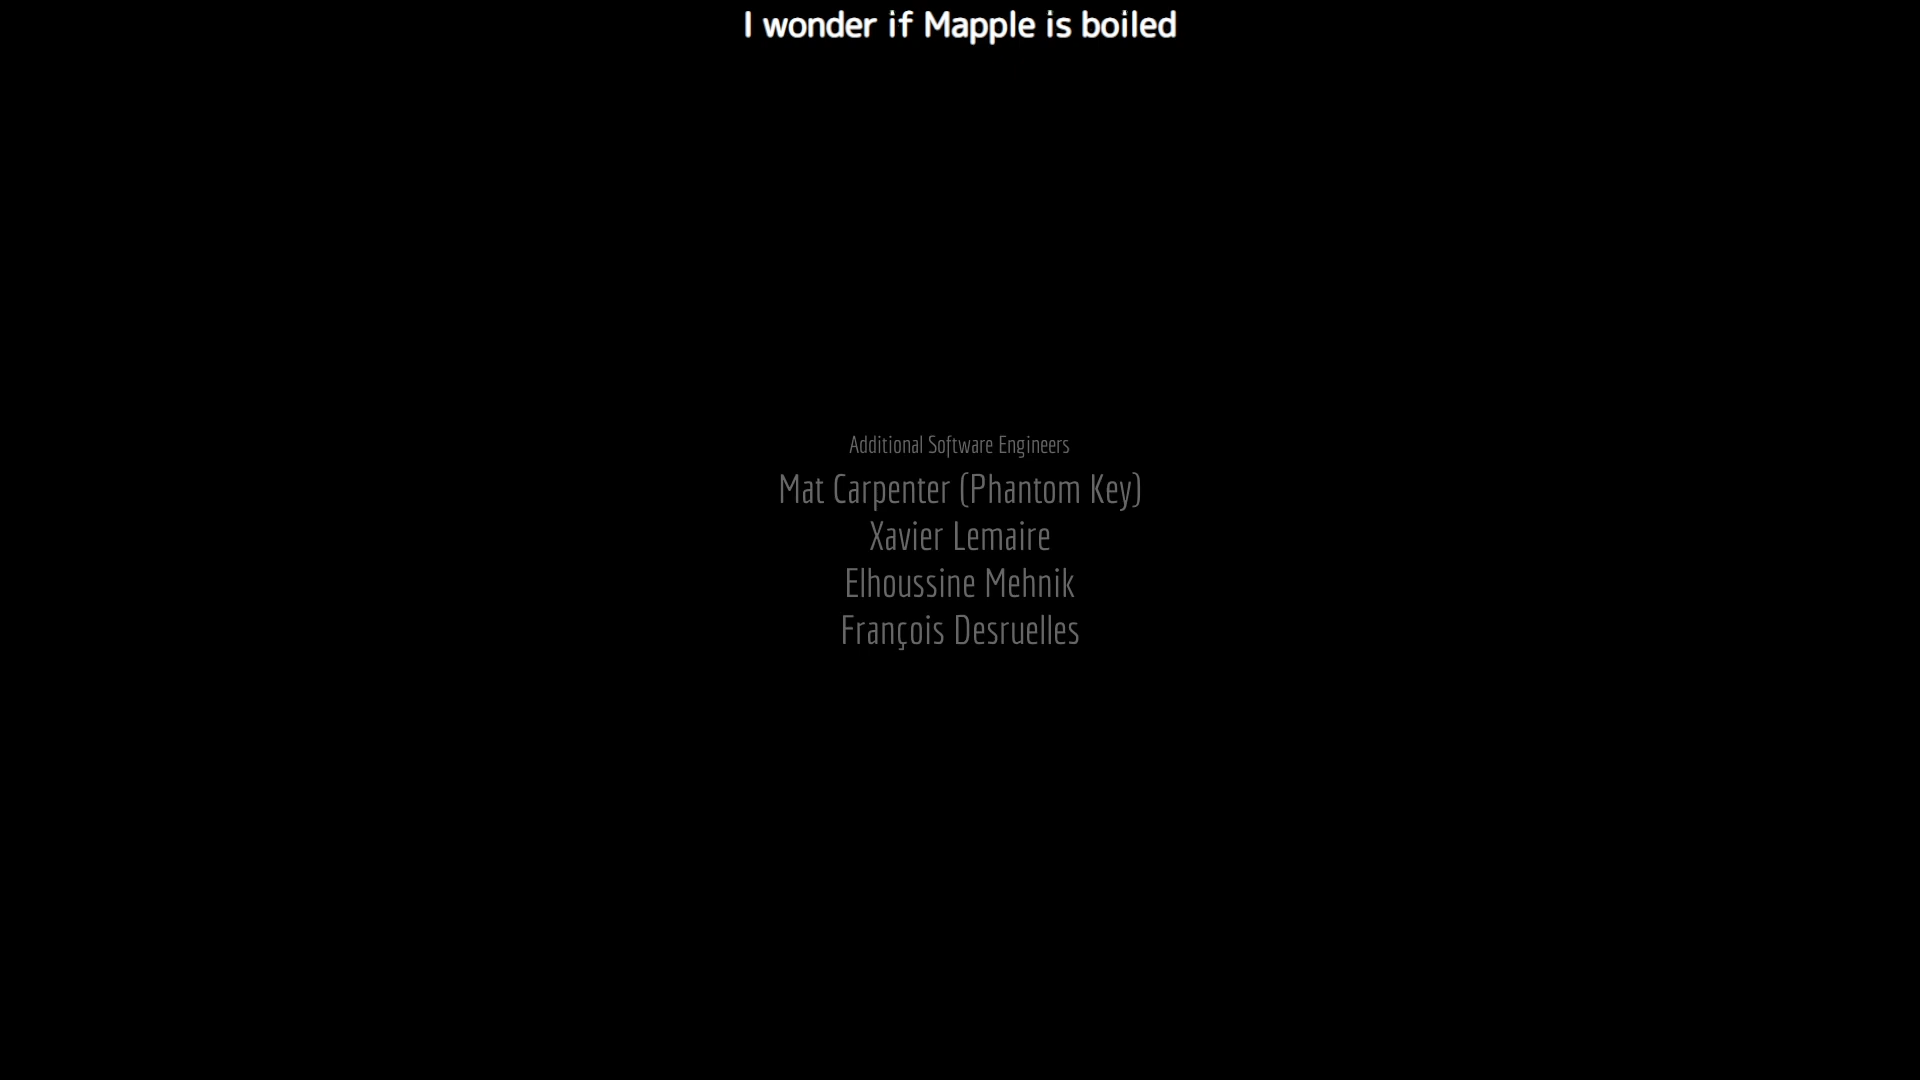 I wonder if Mapple is boiled
Additional Software Engineers
Mat Carpenter (Phantom Key)
Xavier Lemaire
Elhoussine Mehnik
François Desruelles